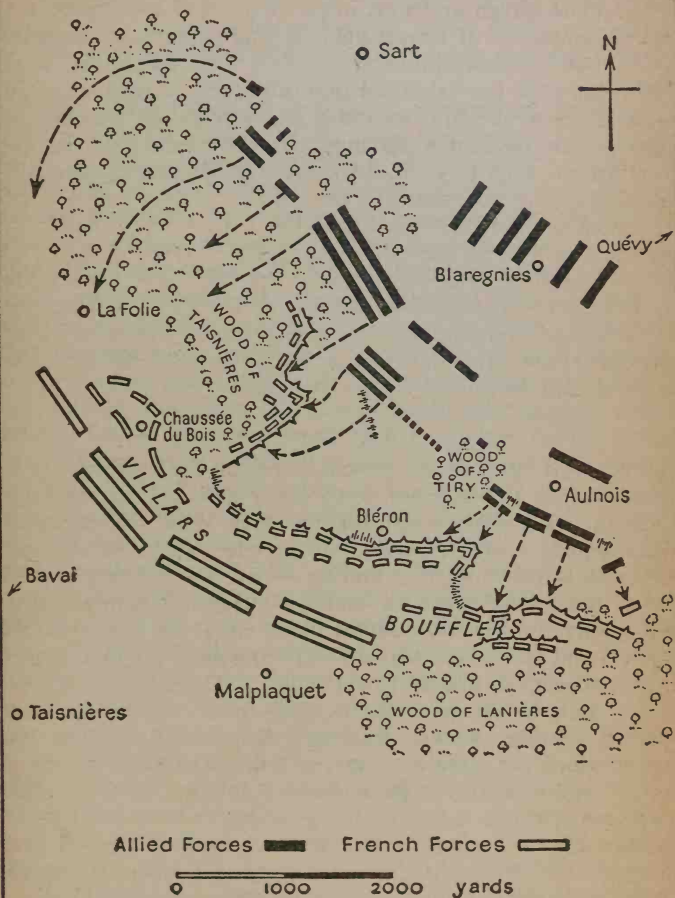 Sart
N
Quévy
Blaregnies
La Folie
WOOD OF
TAISNIÈRES
Chaussée
du Bois
WOOD
OF
TIRY
Aulnois
VILLARS
Bléron
Bavai
BOUFFLERS
Malplaquet
Taisnières
WOOD OF LANIÈRES
Allied Forces French Forces
0 1000 2000 yards